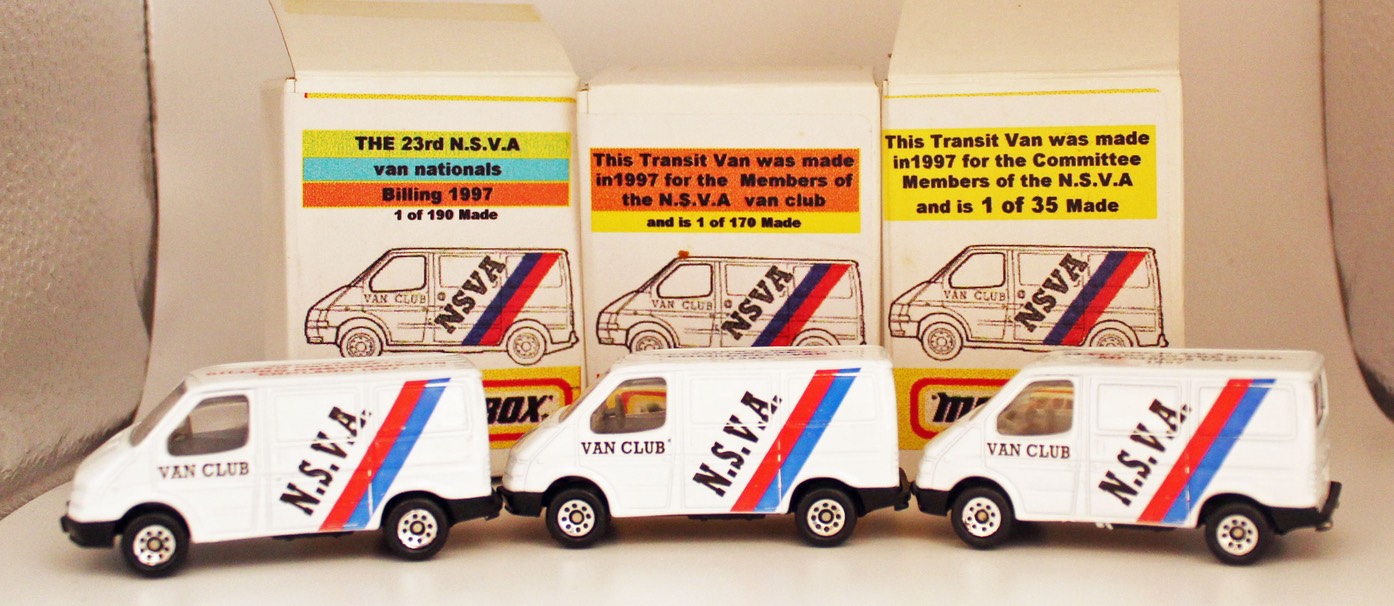 THE 23rd N.S.V.A
van nationals
Billing 1997
1 of 190 Made
VAN CLUB
NSVA
This Transit Van was made
in1997 for the Members of
the N.S.V.A van club
and is 1 of 170 Made
VAN CLUB
NSVA
This Transit Van was made
in1997 for the Committee
Members of the N.S.V.A
and is 1 of 35 Made
VAN CLUB
NSVA
VAN CLUB
N.S.V.A.
VAN CLUB
N.S.V.A.
VAN CLUB
N.S.V.A.